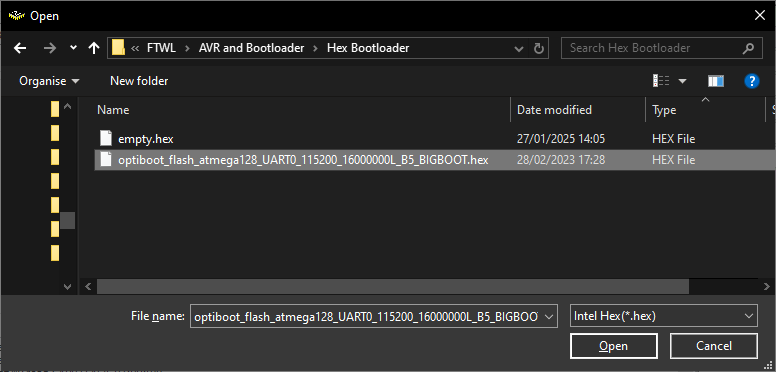 Open
« FTWL > AVR and Bootloader > Hex Bootloader Search Hex Bootloader
Organise New folder
Name Date modified Type
empty.hex 27/01/2025 14:05 HEX File
optiboot_flash_atmega128_UART0_115200_16000000L_B5_BIGBOOT.hex 28/02/2023 17:28 HEX File
File name: optiboot_flash_atmega128_UART0_115200_16000000L_B5_BIGBOO Intel Hex(*.hex)
Open Cancel